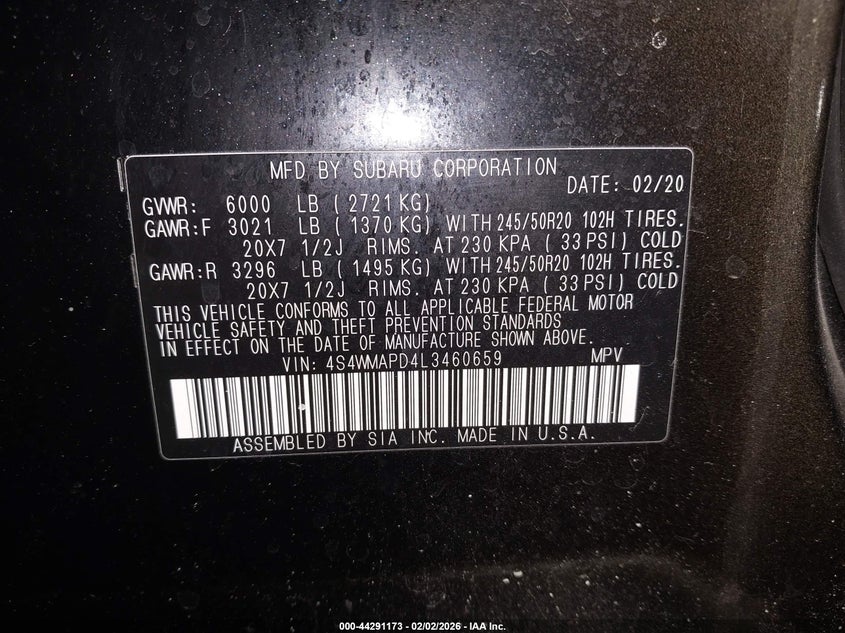 MFD BY SUBARU CORPORATION
DATE: 02/20
GVWR: 6000 LB ( 2721 KG)
GAWR:F 3021 LB ( 1370 KG) WITH 245/50R20 102H TIRES.
20X7 1/2J RIMS. AT 230 KPA ( 33 PSI) COLD
GAWR:R 3296 LB ( 1495 KG) WITH 245/50R20 102H TIRES.
20X7 1/2J RIMS. AT 230 KPA ( 33 PSI) COLD
THIS VEHICLE CONFORMS TO ALL APPLICABLE FEDERAL MOTOR
VEHICLE SAFETY AND THEFT PREVENTION STANDARDS
IN EFFECT ON THE DATE OF MANUFACTURE SHOWN ABOVE.
VIN: 4S4WMAPD4L3460659 MPV
ASSEMBLED BY SIA INC. MADE IN U.S.A.
000-44291173 - 02/02/2026 - IAA Inc.